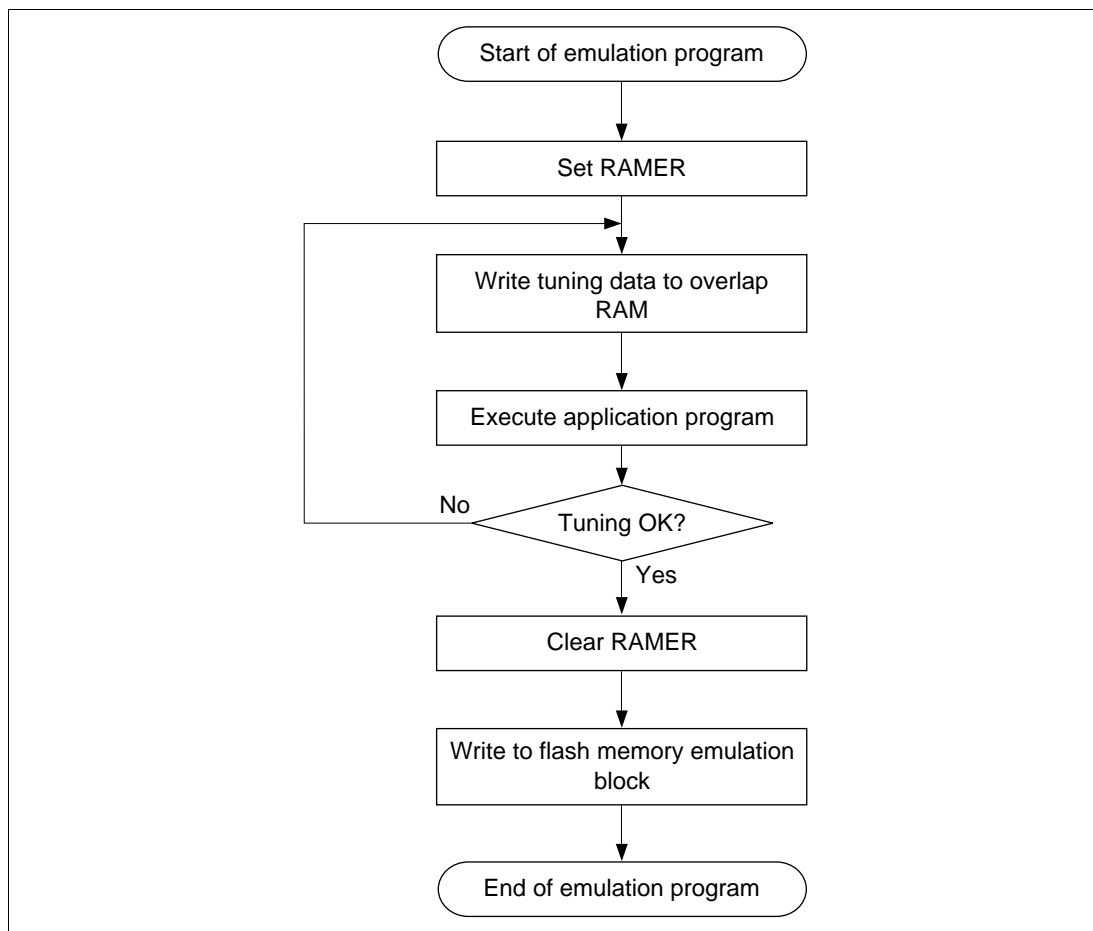 Start of emulation program
Set RAMER
Write tuning data to overlap
RAM
Execute application program
No
Tuning OK?
Yes
Clear RAMER
Write to flash memory emulation
block
End of emulation program